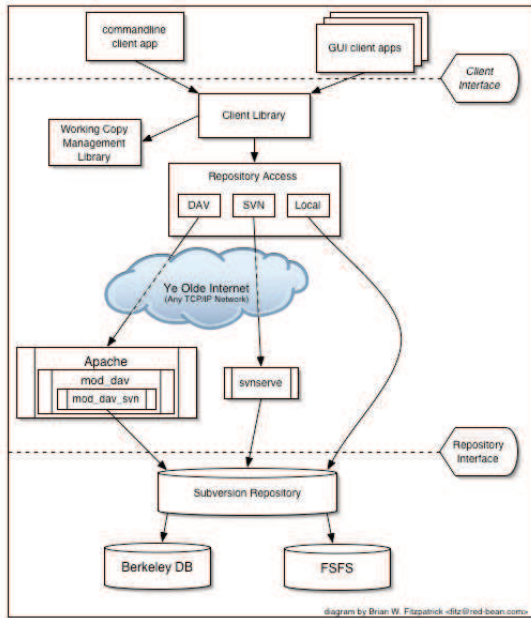 commandline
client app
GUI client apps
Client
Interface
Client Library
Working Copy
Management
Library
Repository Access
DAV
SVN
Local
Ye Olde Internet
(Any TCP/IP Network)
Apache
mod_dav
mod_dav_svn
svnserve
Repository
Interface
Subversion Repository
Berkeley DB
FSFS
diagram by Brian W. Fitzpatrick <fitz@red-bean.com>